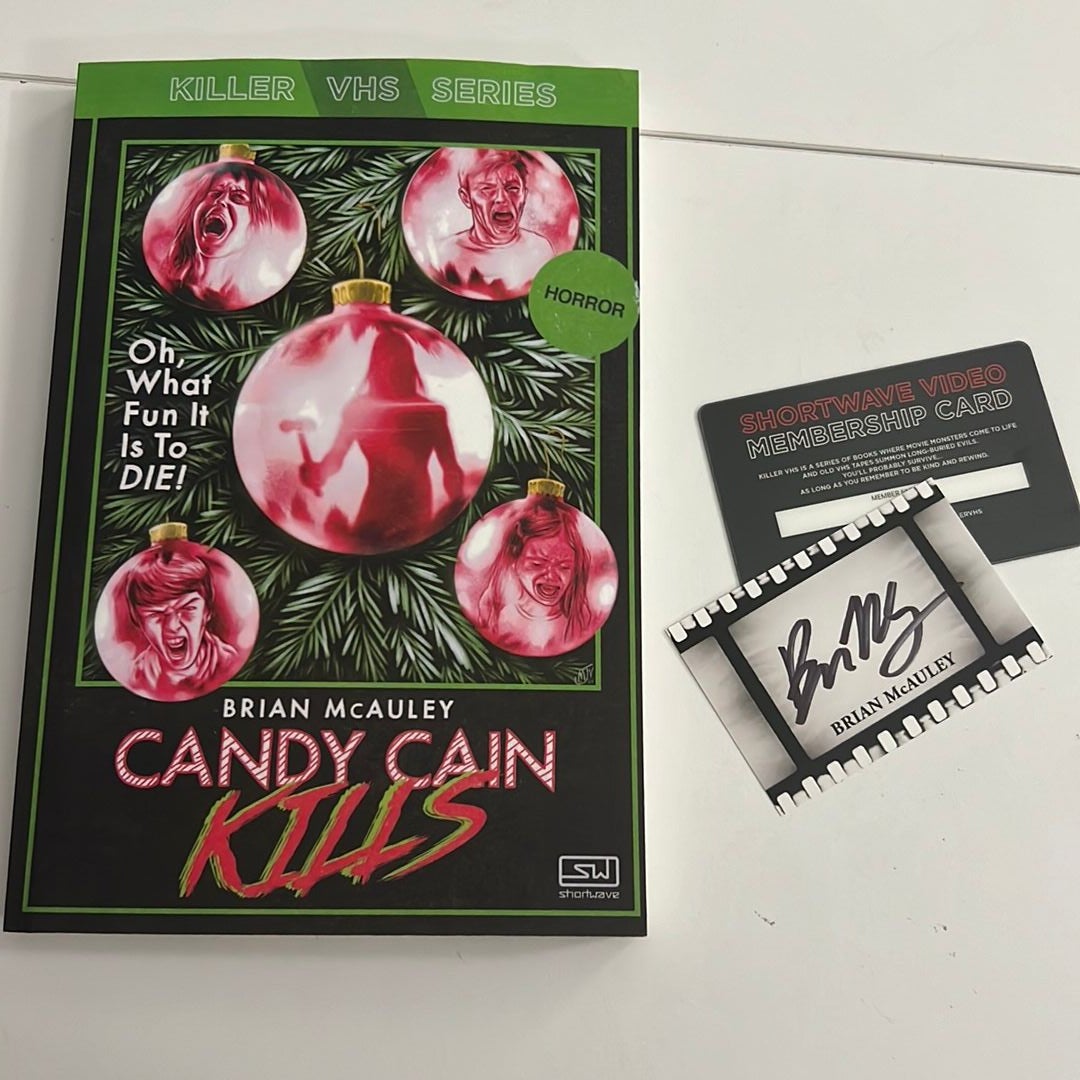 KILLER VHS SERIES
HORROR
Oh,
What
Fun It
Is To
DIE!
BRIAN McAULEY
CANDY CAIN
KILLS
SW
shortwave
SHORTWAVE VIDEO
MEMBERSHIP CARD
KILLER VHS IS A SERIES OF BOOKS WHERE MOVIE MONSTERS COME TO LIFE
AND OLD VHS TAPES SUMMON LONG-BURIED EVILS.
YOU'LL PROBABLY SURVIVE...
AS LONG AS YOU REMEMBER TO BE KIND AND REWIND.
BRIAN McAULEY